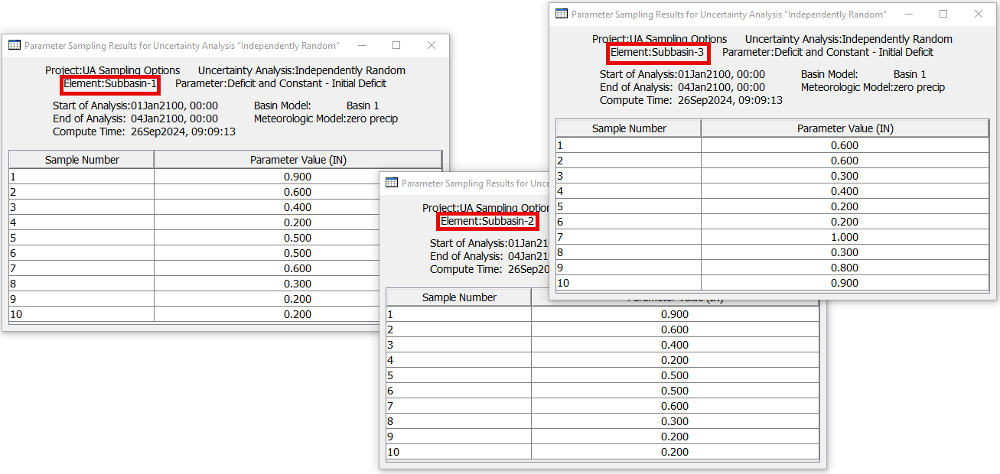 Parameter Sampling Results for Uncertainty Analysis "Independently Random"
Project:UA Sampling Options Uncertainty Analysis:Independently Random
Element:Subbasin-1 Parameter:Deficit and Constant - Initial Deficit
Start of Analysis:01Jan2100, 00:00 Basin Model: Basin 1
End of Analysis: 04Jan2100, 00:00 Meteorologic Model:zero precip
Compute Time: 26Sep2024, 09:09:13
Sample Number Parameter Value (IN)
1 0.900
2 0.600
3 0.400
4 0.200
5 0.500
6 0.500
7 0.600
8 0.300
9 0.200
10 0.200
Parameter Sampling Results for Unce
Project:UA Sampling Option
Element:Subbasin-2
Start of Analysis:01Jan21
End of Analysis: 04Jan21
Compute Time: 26Sep20
Sample Number Parameter Value (IN)
1 0.900
2 0.600
3 0.400
4 0.200
5 0.500
6 0.500
7 0.600
8 0.300
9 0.200
10 0.200
Parameter Sampling Results for Uncertainty Analysis "Independently Random"
Project:UA Sampling Options Uncertainty Analysis:Independently Random
Element:Subbasin-3 Parameter:Deficit and Constant - Initial Deficit
Start of Analysis:01Jan2100, 00:00 Basin Model: Basin 1
End of Analysis: 04Jan2100, 00:00 Meteorologic Model:zero precip
Compute Time: 26Sep2024, 09:09:13
Sample Number Parameter Value (IN)
1 0.600
2 0.600
3 0.300
4 0.400
5 0.200
6 0.200
7 1.000
8 0.300
9 0.800
10 0.900